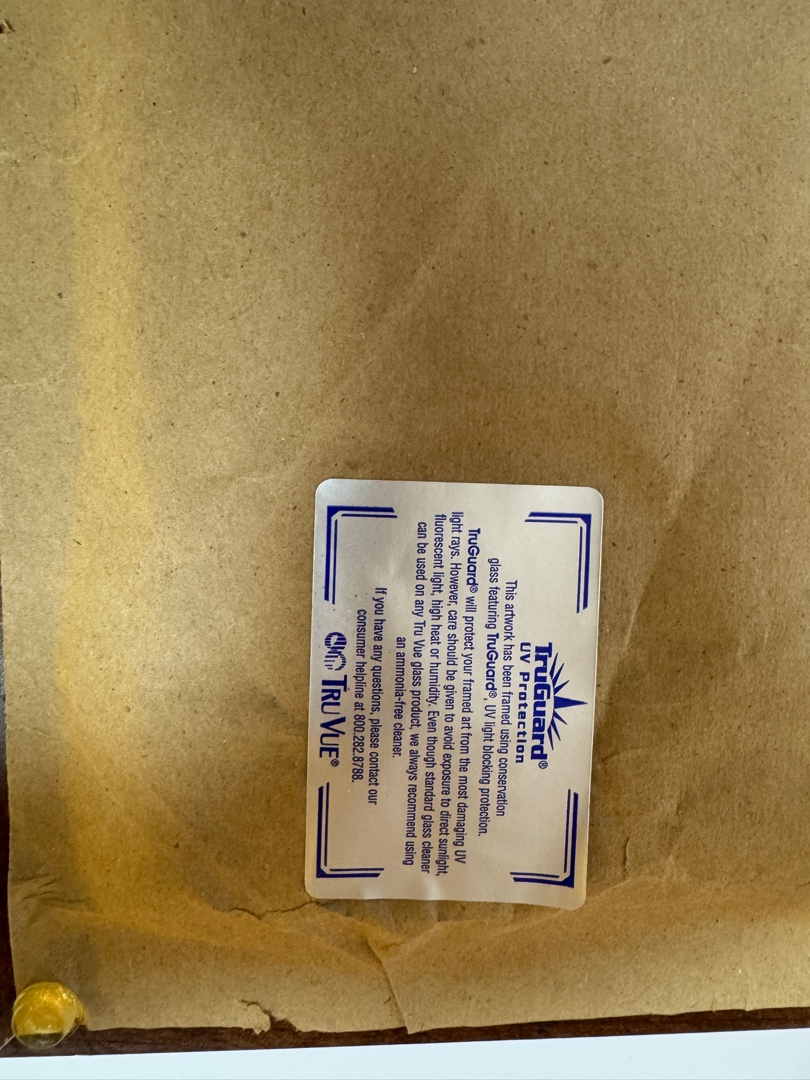 TruGuard®
UV Protection
This artwork has been framed using conservation
glass featuring TruGuard®, UV light blocking protection.
TruGuard® will protect your framed art from the most damaging UV
light rays. However, care should be given to avoid exposure to direct sunlight,
fluorescent light, high heat or humidity. Even though standard glass cleaner
can be used on any Tru Vue glass product, we always recommend using
an ammonia-free cleaner.
If you have any questions, please contact our
consumer helpline at 800.282.8788.
TRU VUE®